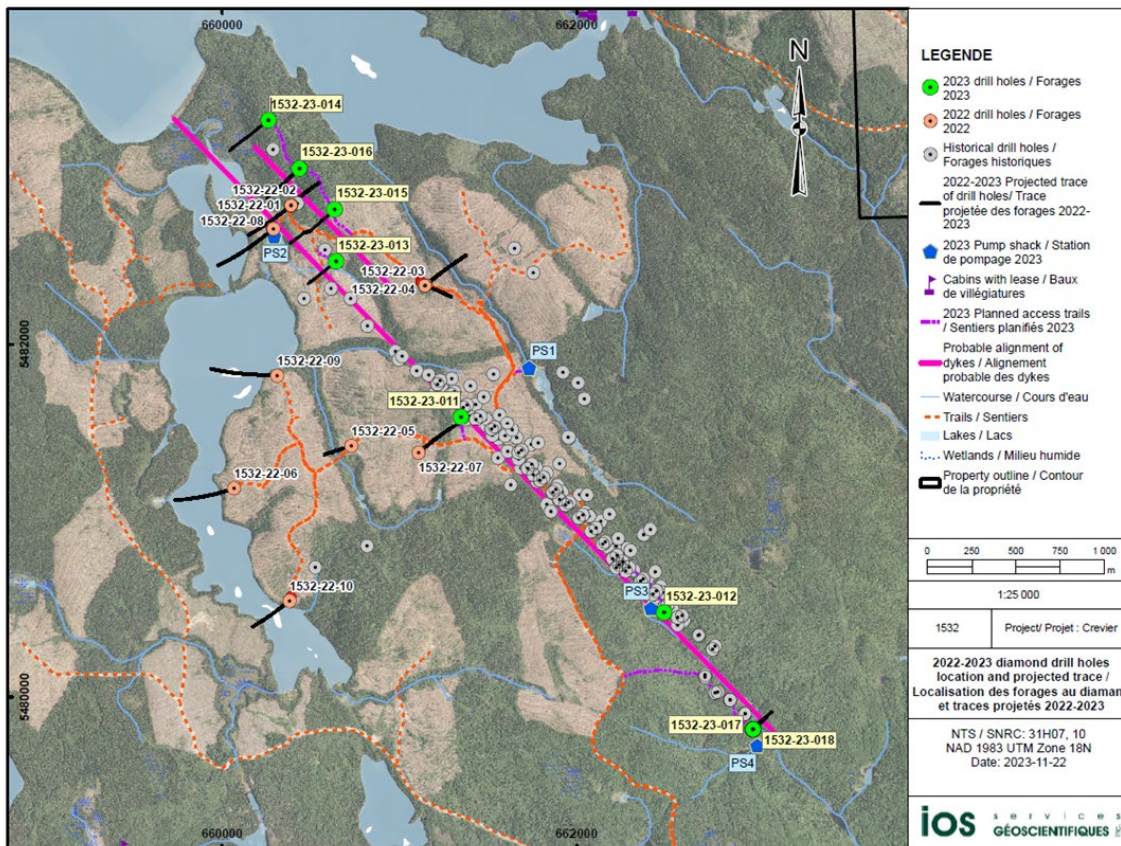 660000
662000
1532-23-014
1532-23-016
1532-22-02
1532-22-01
1532-23-015
1532-22-08
PS2
1532-23-013
1532-22-03
1532-22-04
5482000
PS1
1532-22-09
1532-23-011
1532-22-05
1532-22-07
1532-22-06
1532-22-10
PS3
1532-23-012
5480000
1532-23-017
1532-23-018
PS4
660000
662000
N
LEGENDE
2023 drill holes / Forages
2023
2022 drill holes / Forages
2022
Historical drill holes /
Forages historiques
2022-2023 Projected trace
of drill holes/ Trace
projetée des forages 2022-
2023
2023 Pump shack / Station
de pompage 2023
Cabins with lease / Baux
de villégiatures
2023 Planned access trails
/ Sentiers planifiés 2023
Probable alignment of
dykes / Alignement
probable des dykes
Watercourse / Cours d'eau
Trails / Sentiers
Lakes / Lacs
Wetlands / Milieu humide
Property outline / Contour
de la propriété
0 250 500 750 1 000
m
1:25 000
1532
Project/ Projet : Crevier
2022-2023 diamond drill holes
location and projected trace /
Localisation des forages au diaman
et traces projetés 2022-2023
NTS / SNRC: 31H07, 10
NAD 1983 UTM Zone 18N
Date: 2023-11-22
ios services
GÉOSCIENTIFIQUES